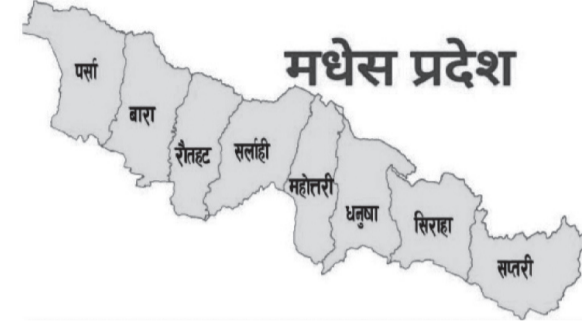 मधेस प्रदेश
पर्सा
बारा
रौतहट
सर्लाही
महोत्तरी
धनुषा
सिराहा
सप्तरी